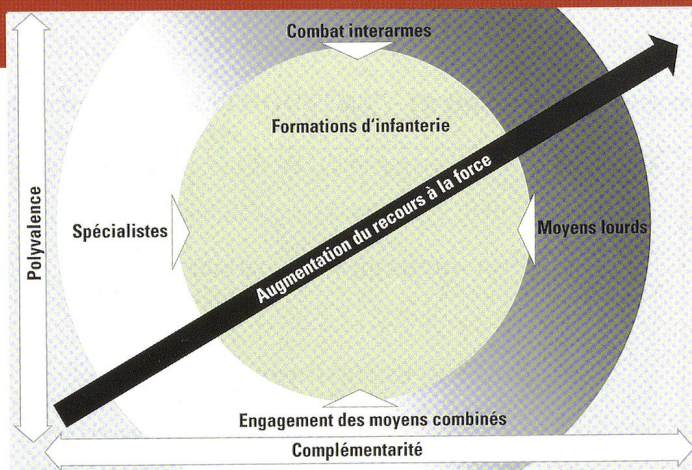 Combat interarmes
Formations d'infanterie
Polyvalence
Spécialistes
Augmentation du recours à la force
Moyens lourds
Engagement des moyens combinés
Complémentarité